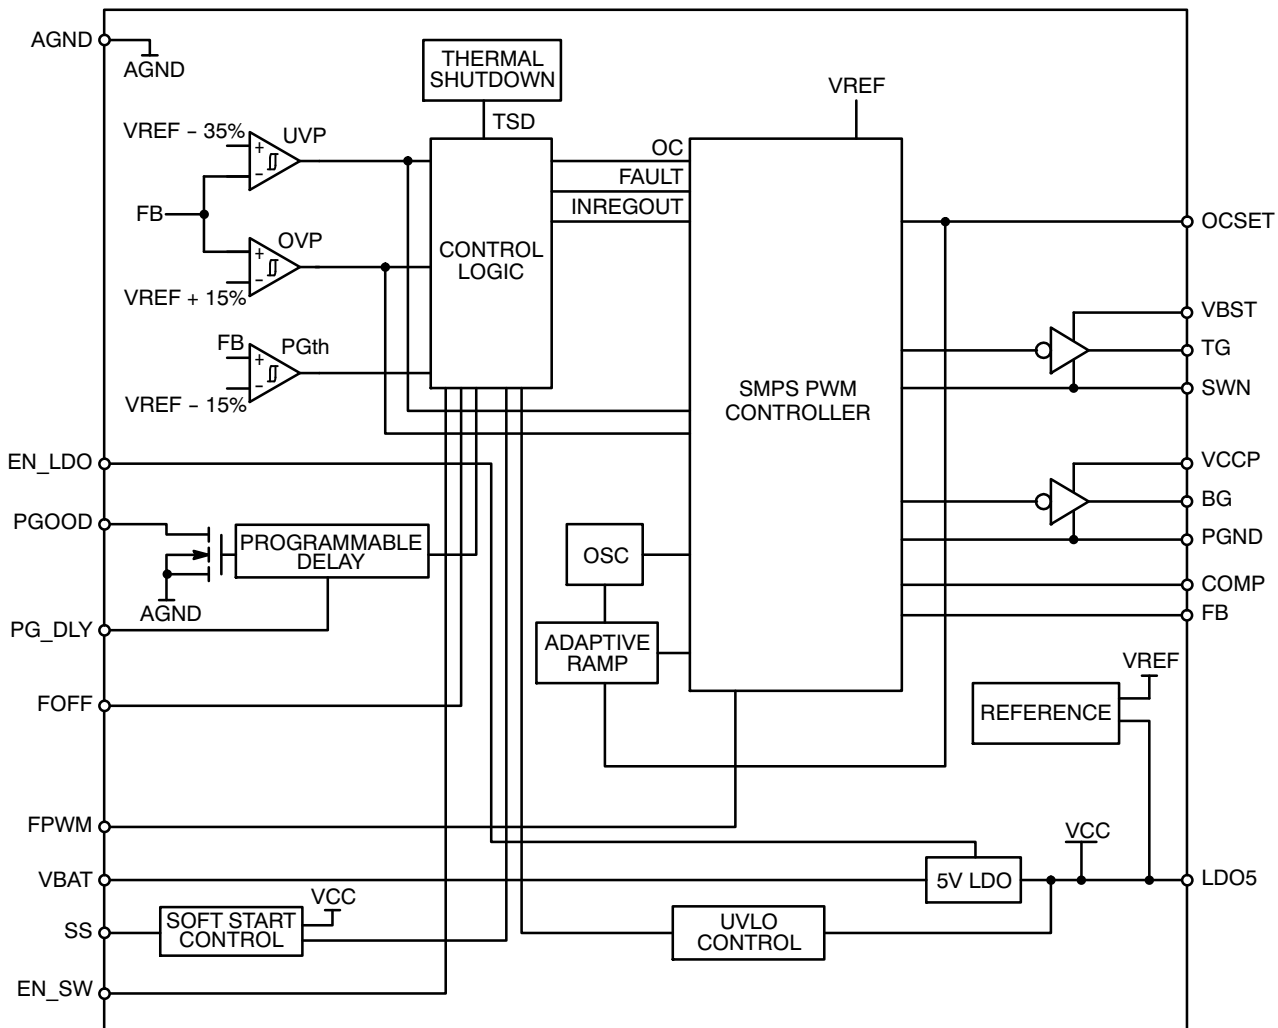 AGND
AGND
THERMAL
SHUTDOWN
TSD
VREF
VREF – 35%
+
–
UVP
FB
OVP
+
–
VREF + 15%
FB
PGth
+
–
VREF – 15%
CONTROL
LOGIC
OC
FAULT
INREGOUT
SMPS PWM
CONTROLLER
OCSET
VBST
TG
SWN
VCCP
BG
PGND
COMP
FB
EN_LDO
PGOOD
PROGRAMMABLE
DELAY
AGND
PG_DLY
OSC
ADAPTIVE
RAMP
VREF
REFERENCE
FOFF
FPWM
VCC
VBAT
5V LDO
LDO5
VCC
SS
SOFT START
CONTROL
UVLO
CONTROL
EN_SW